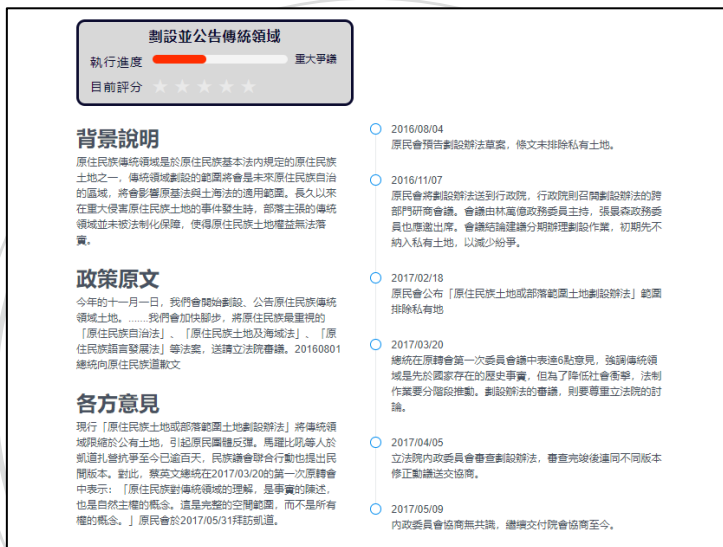 劃設並公告傳統領域
執行進度 重大爭議
目前評分
背景說明
原住民族傳統領域是於原住民族基本法內規定的原住民族
土地之一，傳統領域劃設的範圍將會是未來原住民族自治
的區域，將會影響原基法與土海法的適用範圍。長久以來
在重大侵害原住民族土地的事件發生時，部落主張的傳統
領域並未被法制化保障，使得原住民族土地權益無法落
實。
政策原文
今年的十一月一日，我們會開始劃設、公告原住民族傳統
領域土地。.......我們會加快腳步，將原住民族最重視的
「原住民族自治法」、「原住民族土地及海域法」、「原
住民族語言發展法」等法案，送請立法院審議。20160801
總統向原住民族道歉文
各方意見
現行「原住民族土地或部落範圍土地劃設辦法」將傳統領
域限縮於公有土地，引起原民團體反彈。馬躍比吼等人於
凱道扎營抗爭至今已逾百天，民族議會聯合行動也提出民
間版本。對此，蔡英文總統在2017/03/20的第一次原轉會
中表示：「原住民族對傳統領域的理解，是事實的陳述，
也是自然主權的概念。這是完整的空間範圍，而不是所有
權的概念。」原民會於2017/05/31拜訪凱道。
2016/08/04
原民會預告劃設辦法草案，條文未排除私有土地。
2016/11/07
原民會將劃設辦法送到行政院，行政院則召開劃設辦法的跨
部門研商會議。會議由林萬億政務委員主持，張景森政務委
員也應邀出席。會議結論建議分期辦理劃設作業，初期先不
納入私有土地，以減少紛爭。
2017/02/18
原民會公布「原住民族土地或部落範圍土地劃設辦法」範圍
排除私有地
2017/03/20
總統在原轉會第一次委員會議中表達6點意見，強調傳統領
域是先於國家存在的歷史事實，但為了降低社會衝擊，法制
作業要分階段推動。劃設辦法的審議，則要尊重立法院的討
論。
2017/04/05
立法院內政委員會審查劃設辦法，審查完竣後連同不同版本
修正動議送交協商。
2017/05/09
內政委員會協商無共識，繼續交付院會協商至今。